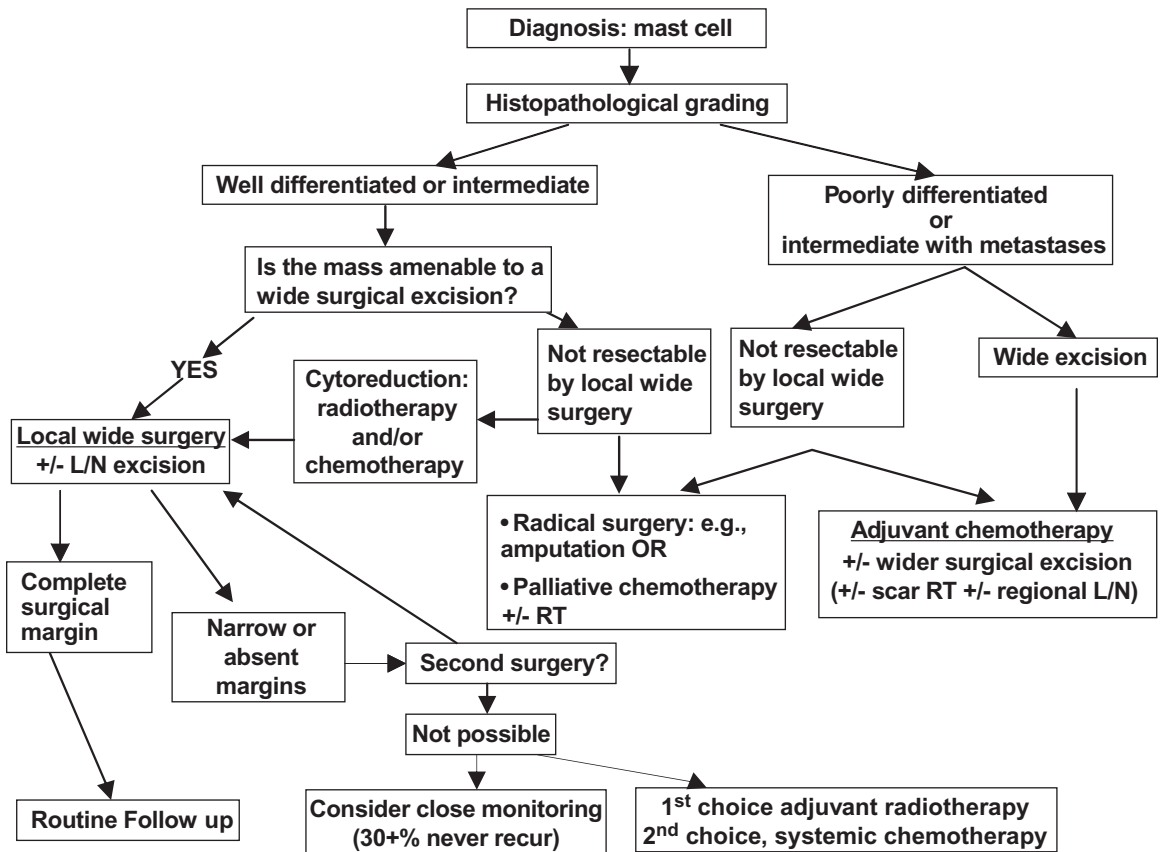 Diagnosis: mast cell
Histopathological grading
Well differentiated or intermediate
Poorly differentiated
or
intermediate with metastases
Is the mass amenable to a
wide surgical excision?
YES
Cytoreduction:
radiotherapy
and/or
chemotherapy
Not resectable
by local wide
surgery
Not resectable
by local wide
surgery
Wide excision
Local wide surgery
+/- L/N excision
• Radical surgery: e.g.,
amputation OR
• Palliative chemotherapy
+/- RT
Adjuvant chemotherapy
+/- wider surgical excision
(+/- scar RT +/- regional L/N)
Complete
surgical
margin
Narrow or
absent
margins
Second surgery?
Not possible
Routine Follow up
Consider close monitoring
(30+% never recur)
1st choice adjuvant radiotherapy
2nd choice, systemic chemotherapy